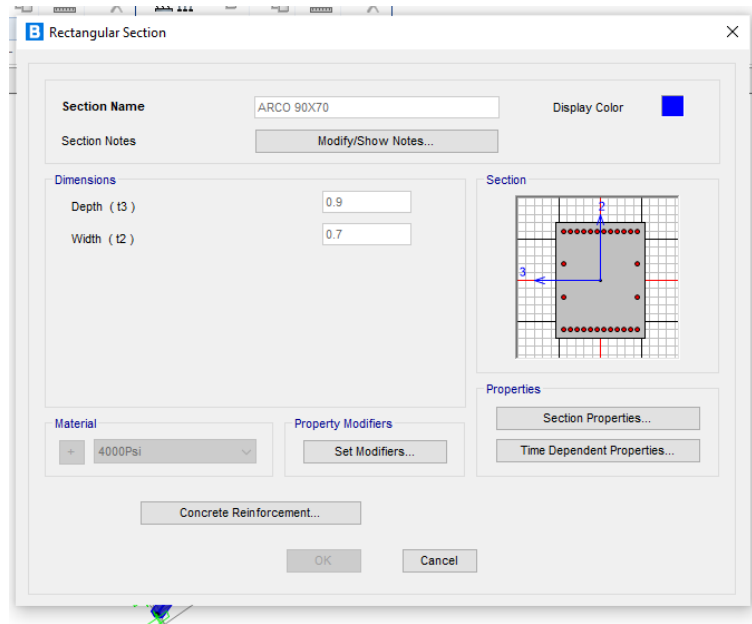 B Rectangular Section
Section Name ARCO 90X70 Display Color
Section Notes Modify/Show Notes...
Dimensions
Depth ( t3 ) 0.9
Width ( t2 ) 0.7
Section
2
3
Properties
Section Properties...
Time Dependent Properties...
Material
+ 4000Psi
Property Modifiers
Set Modifiers...
Concrete Reinforcement...
OK Cancel